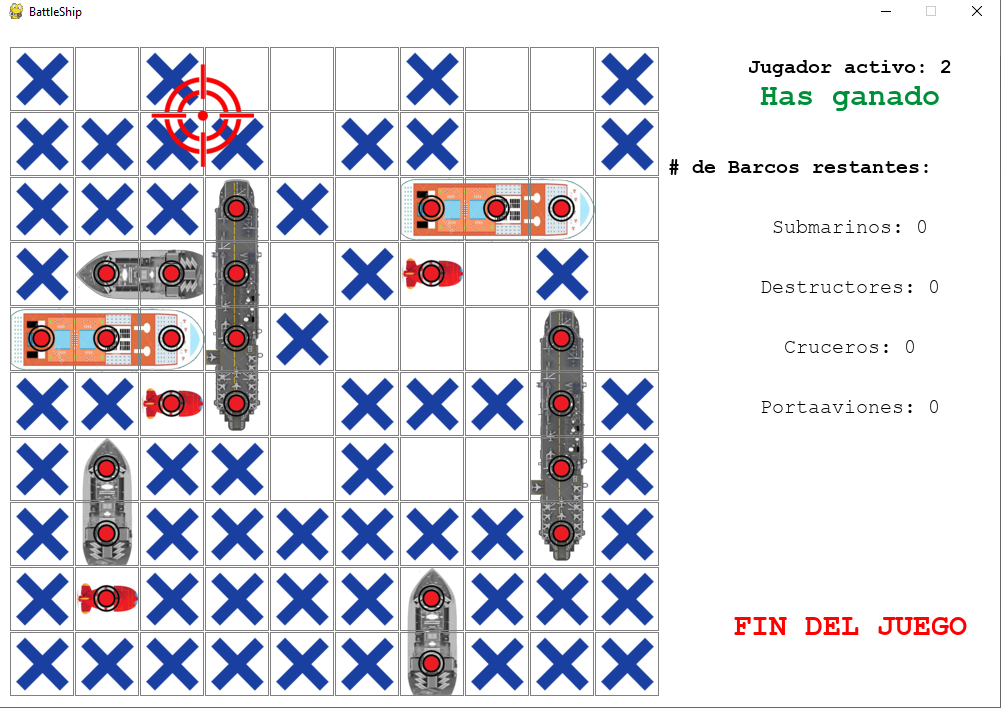 BattleShip
Jugador activo: 2
Has ganado
# de Barcos restantes:
Submarinos: 0
Destructores: 0
Cruceros: 0
Portaaviones: 0
FIN DEL JUEGO